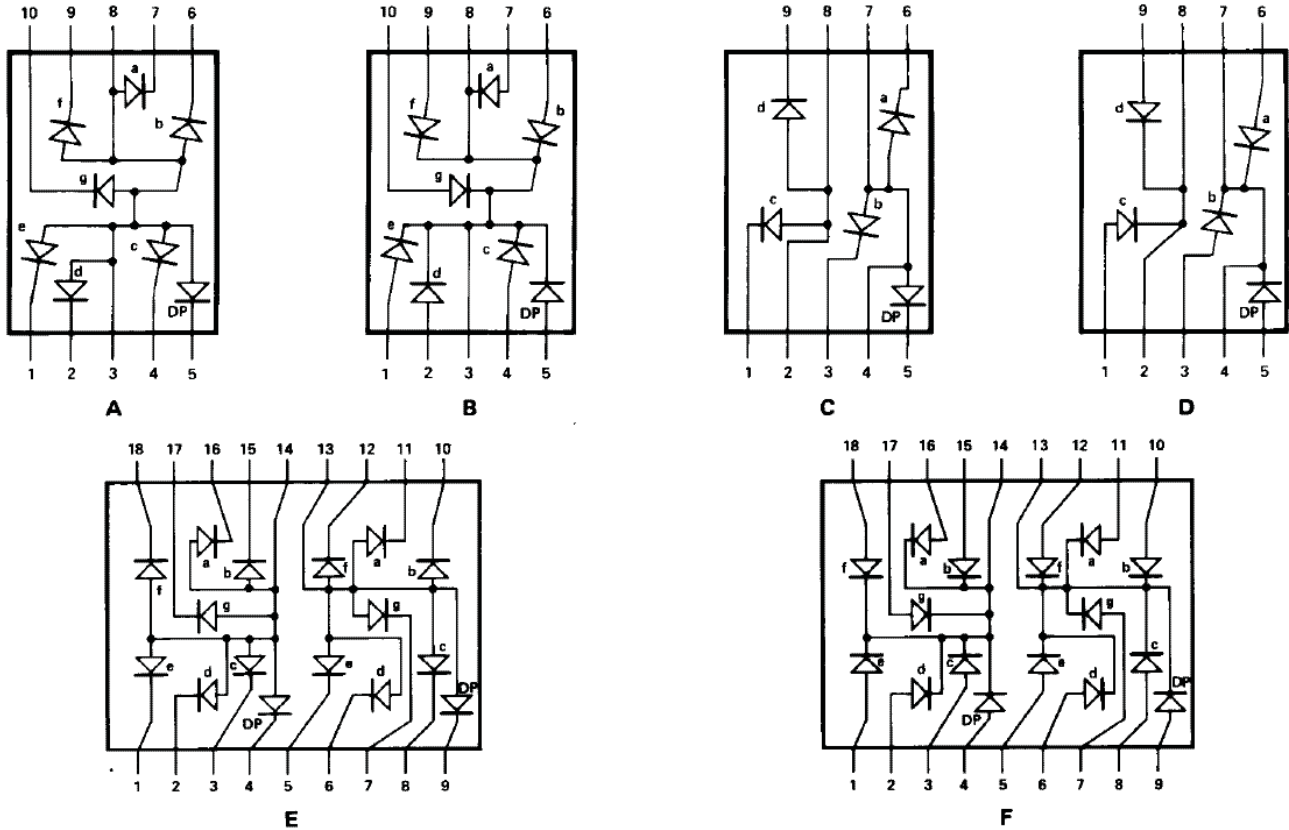 10 9 8 7 6 10 9 8 7 6 9 8 7 6 9 8 7 6
a a
f f b d a d a
b
g g c b c b
e e
c c
d d
DP DP DP DP
1 2 3 4 5 1 2 3 4 5 1 2 3 4 5 1 2 3 4 5
A B C D
18 17 16 15 14 13 12 11 10 18 17 16 15 14 13 12 11 10
a a a a
f b f b f b f b
g g g g
e c e c e c e c
d d d d
DP DP DP DP
1 2 3 4 5 6 7 8 9 1 2 3 4 5 6 7 8 9
E F